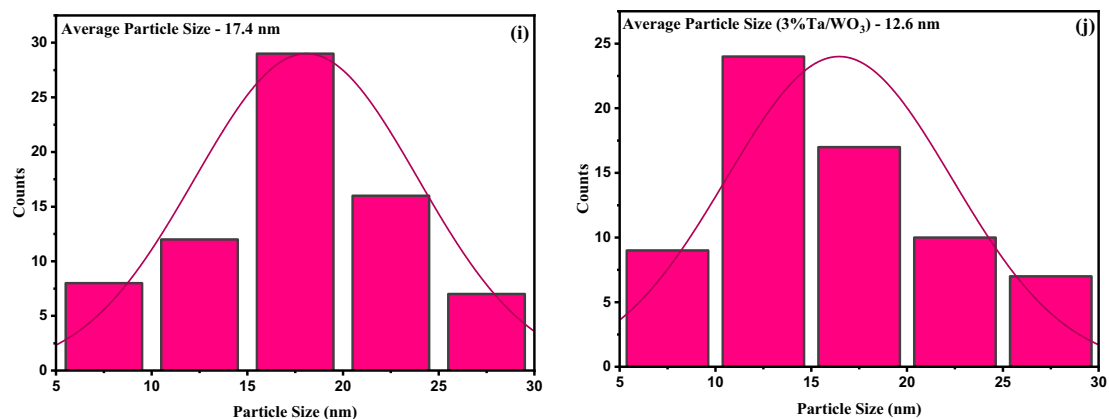 Average Particle Size - 17.4 nm
(i)
30
25
20
15
10
5
0
Counts
5 10 15 20 25 30
Particle Size (nm)
Average Particle Size (3%Ta/WO₃) - 12.6 nm
(j)
25
20
15
10
5
0
Counts
5 10 15 20 25 30
Particle Size (nm)